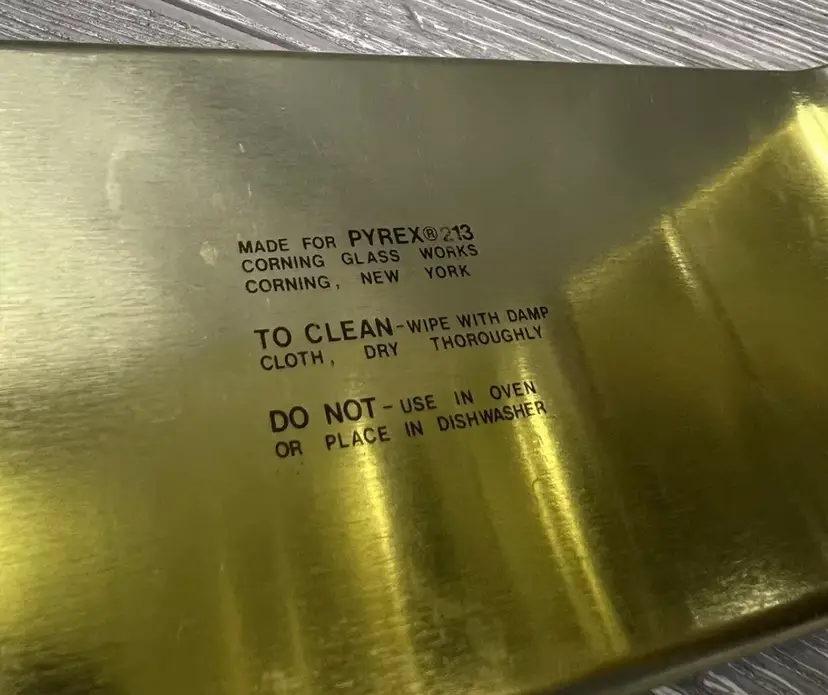 MADE FOR PYREX® 213
CORNING GLASS WORKS
CORNING, NEW YORK
TO CLEAN-WIPE WITH DAMP
CLOTH, DRY THOROUGHLY
DO NOT-USE IN OVEN
OR PLACE IN DISHWASHER